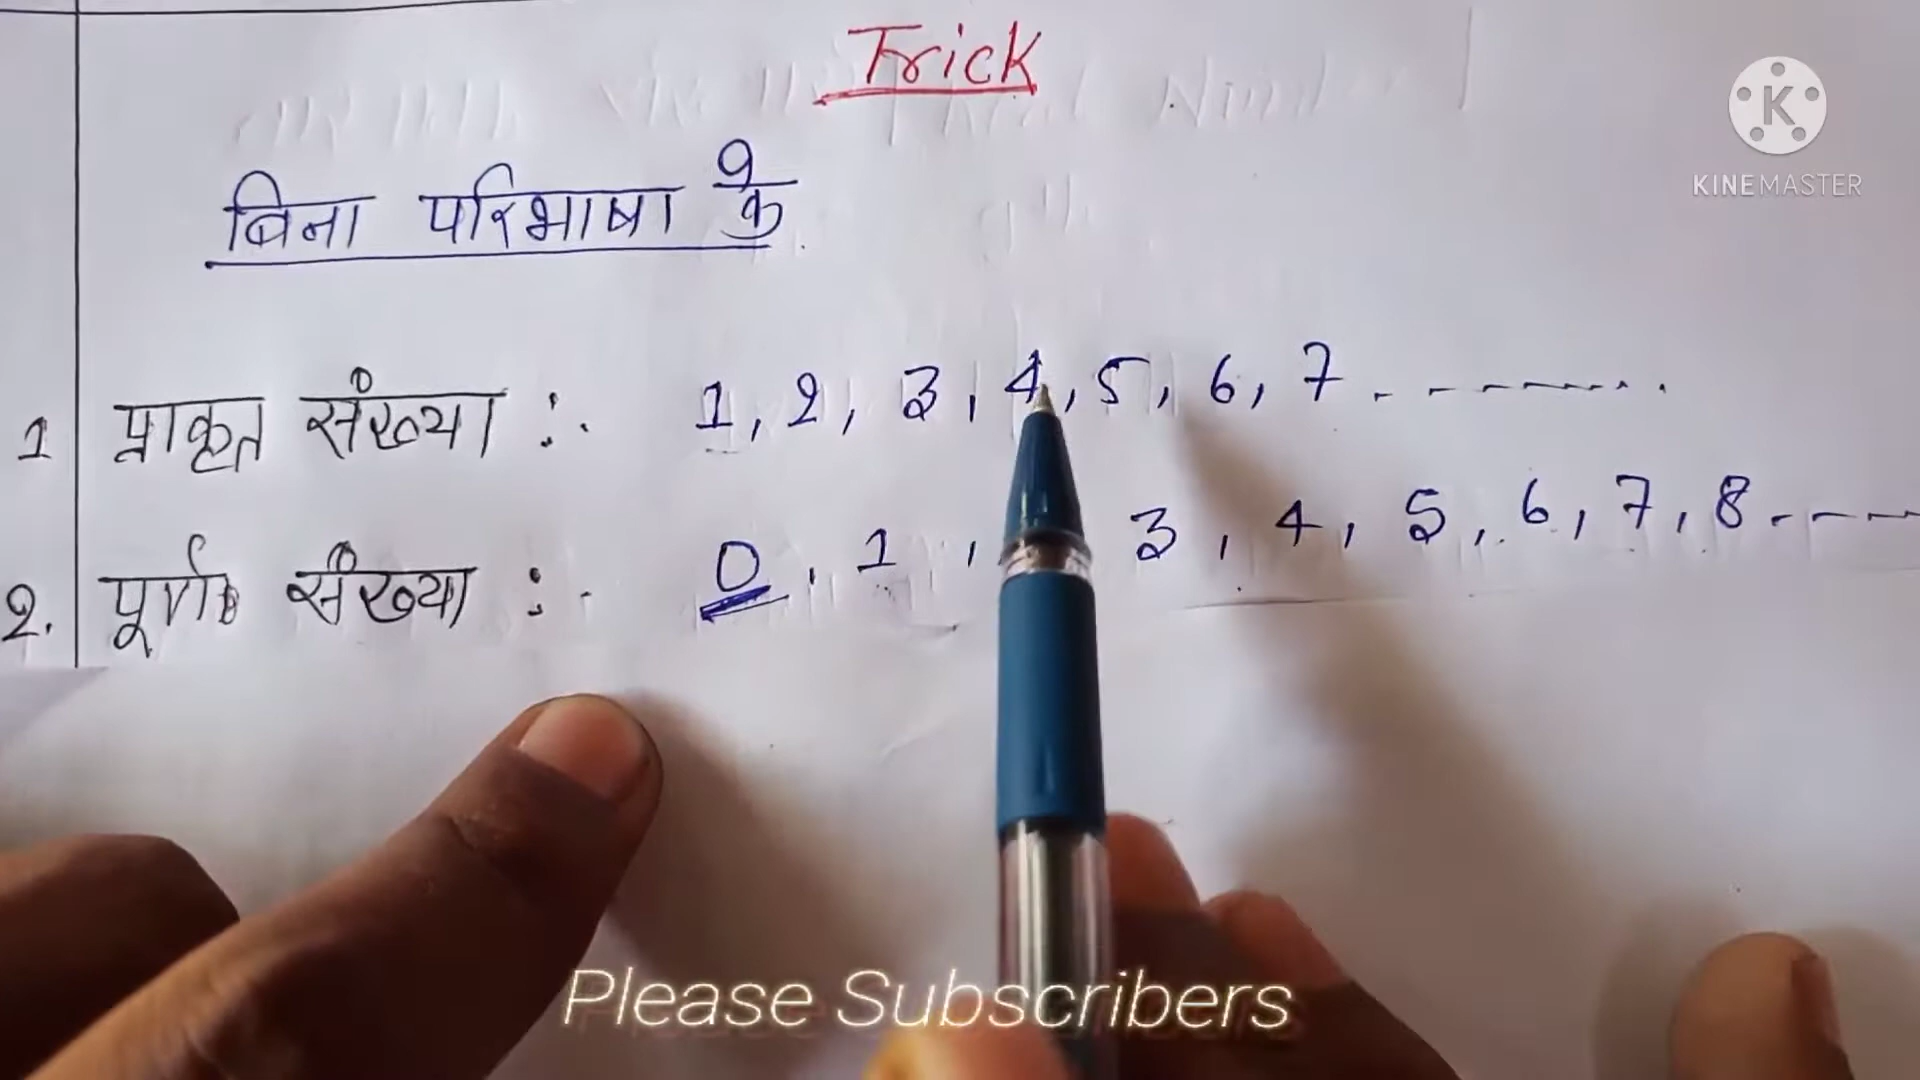 Trick
K
KINEMASTER
बिना परिभाषा के
1 प्राकृत संख्या :- 1, 2, 3, 4, 5, 6, 7 ---------
2. पूर्ण संख्या :- 0, 1, 3, 4, 5, 6, 7, 8 -----
Please Subscribers